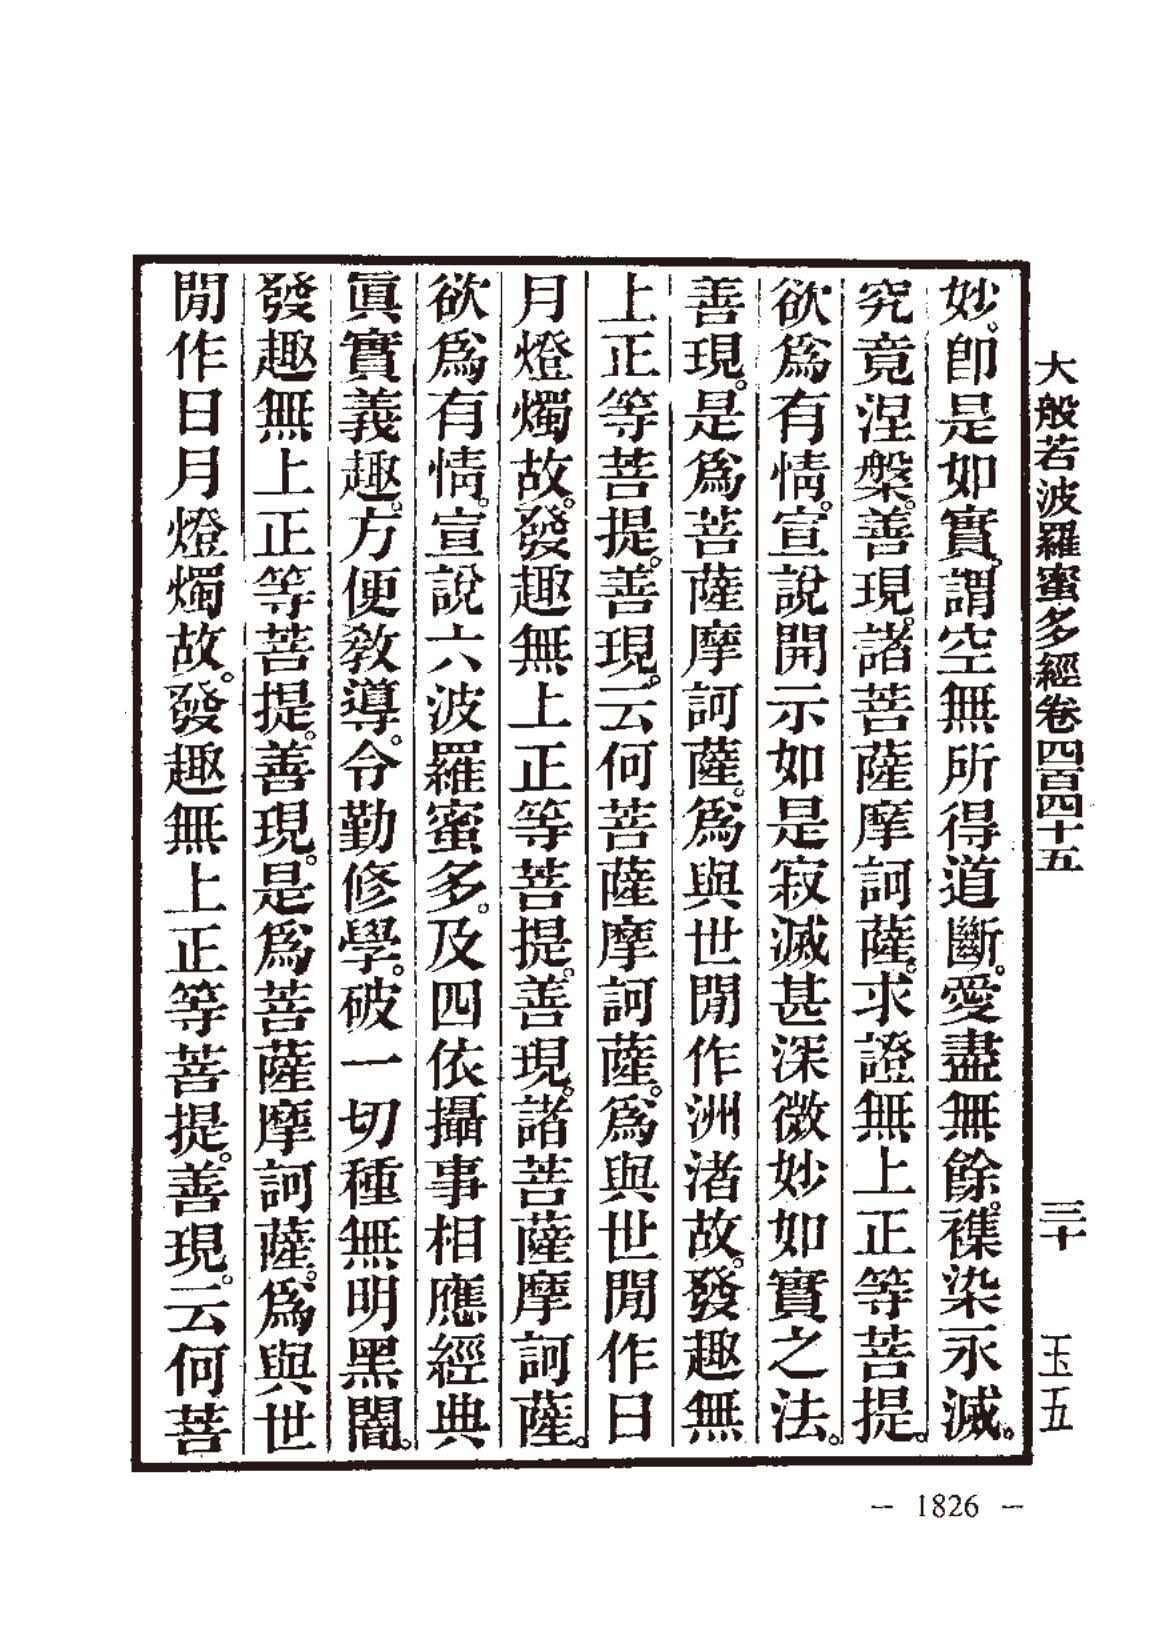 大般若波羅蜜多經卷四百四十五　三十　玉五
妙。卽是如實。謂空無所得道斷。愛盡無餘。襍染永滅。
究竟涅槃。善現。諸菩薩摩訶薩。求證無上正等菩提。
欲爲有情。宣說開示如是寂滅甚深微妙如實之法。
善現。是爲菩薩摩訶薩。爲與世閒作洲渚故。發趣無
上正等菩提。善現。云何菩薩摩訶薩。爲與世閒作日
月燈燭故。發趣無上正等菩提。善現。諸菩薩摩訶薩。
欲爲有情。宣說六波羅蜜多。及四依攝事相應經典
眞實義趣。方便敎導。令勤修學。破一切種無明黑闇。
發趣無上正等菩提。善現。是爲菩薩摩訶薩。爲與世
閒作日月燈燭故。發趣無上正等菩提。善現。云何菩
— 1826 —